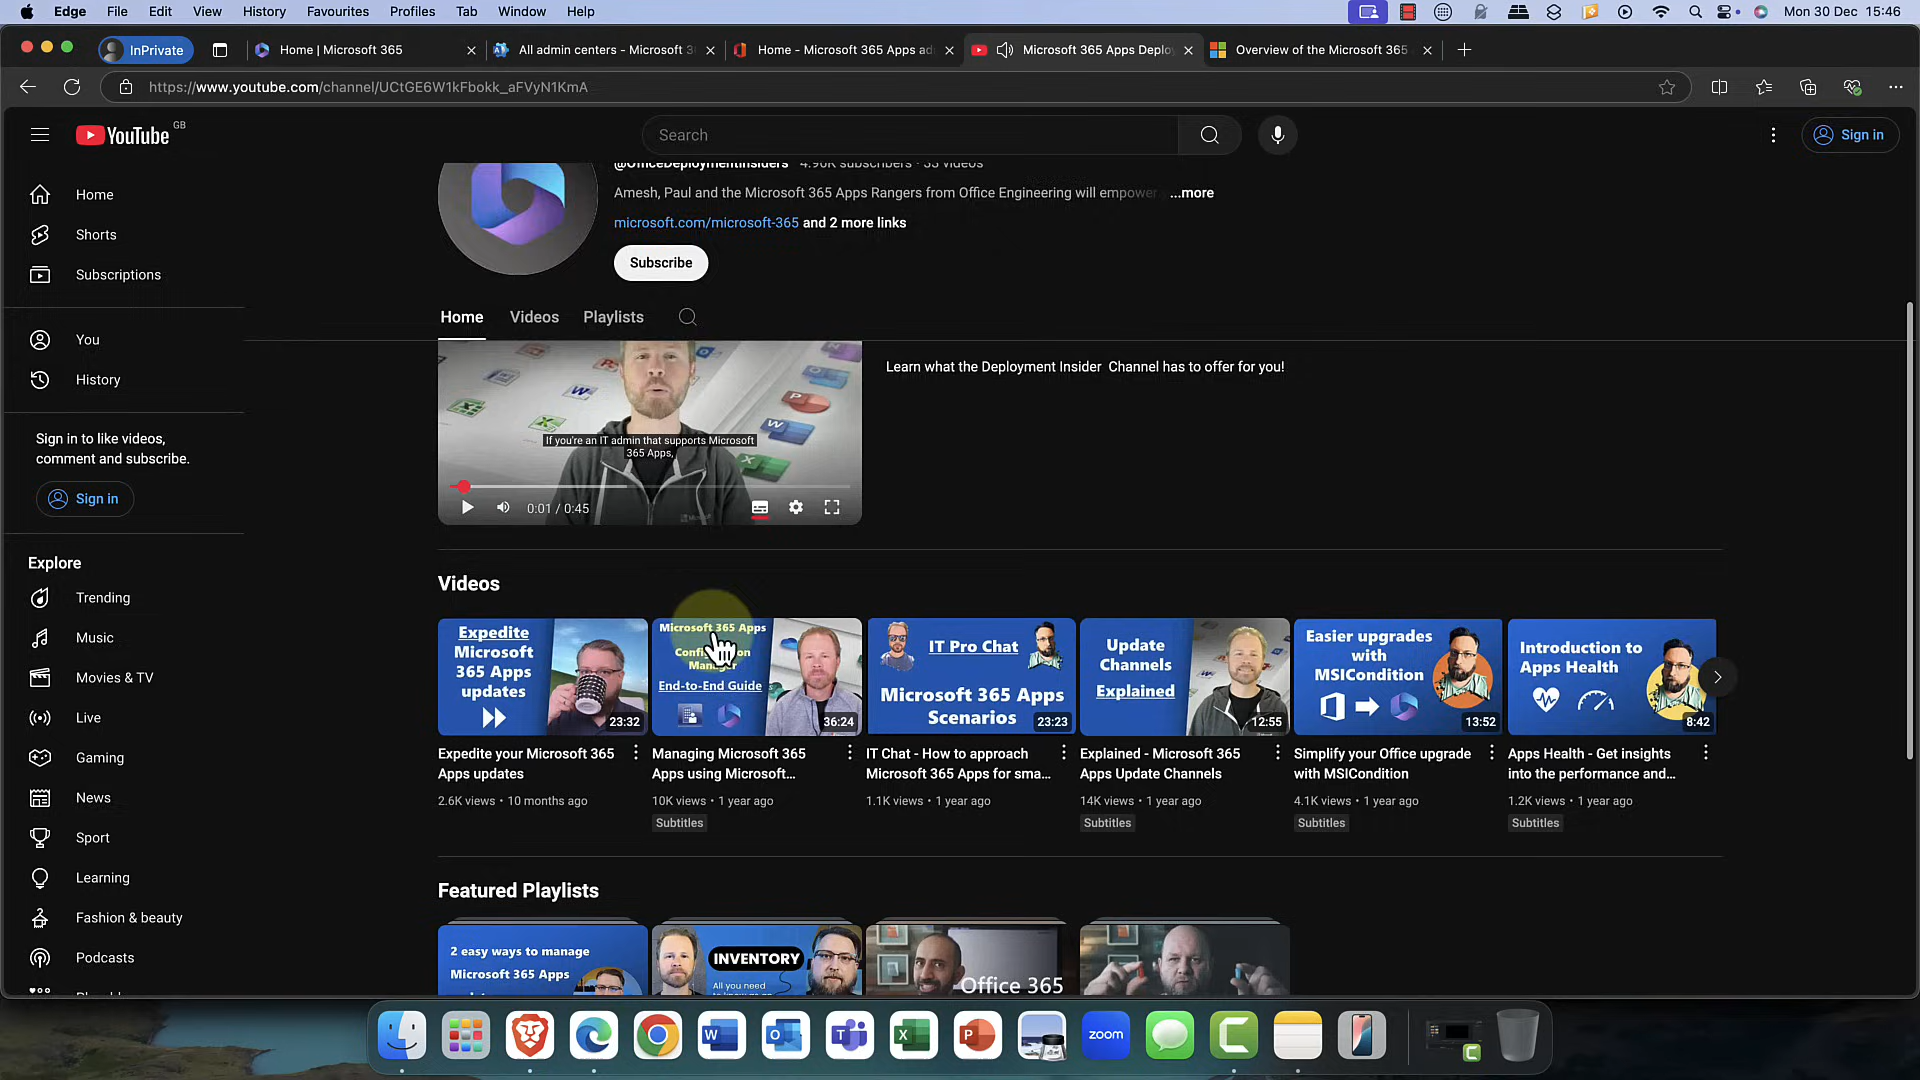 Edge File Edit View History Favourites Profiles Tab Window Help Mon 30 Dec 15:46
InPrivate Home | Microsoft 365 All admin centers - Microsoft 3 Home - Microsoft 365 Apps ad Microsoft 365 Apps Deplo Overview of the Microsoft 365
https://www.youtube.com/channel/UCtGE6W1kFbokk_aFVyN1KmA
YouTube GB Search Sign in
@OfficeDeploymentInsiders 4.96K subscribers • 33 videos
Amesh, Paul and the Microsoft 365 Apps Rangers from Office Engineering will empower ...more
microsoft.com/microsoft-365 and 2 more links
Subscribe
Home Videos Playlists
Home
Shorts
Subscriptions
You
History
Sign in to like videos,
comment and subscribe.
Sign in
Explore
Trending
Music
Movies & TV
Live
Gaming
News
Sport
Learning
Fashion & beauty
Podcasts
If you're an IT admin that supports Microsoft
365 Apps,
0:01 / 0:45
Microsoft
Learn what the Deployment Insider Channel has to offer for you!
Videos
Expedite
Microsoft
365 Apps
updates
23:32
Expedite your Microsoft 365
Apps updates
2.6K views • 10 months ago
Microsoft 365 Apps
Manager
End-to-End Guide
36:24
Managing Microsoft 365
Apps using Microsoft...
10K views • 1 year ago
Subtitles
IT Pro Chat
Microsoft 365 Apps
Scenarios
23:23
IT Chat - How to approach
Microsoft 365 Apps for sma...
1.1K views • 1 year ago
Update
Channels
Explained
12:55
Explained - Microsoft 365
Apps Update Channels
14K views • 1 year ago
Subtitles
Easier upgrades
with
MSICondition
13:52
Simplify your Office upgrade
with MSICondition
4.1K views • 1 year ago
Subtitles
Introduction to
Apps Health
8:42
Apps Health - Get insights
into the performance and...
1.2K views • 1 year ago
Subtitles
Featured Playlists
2 easy ways to manage
Microsoft 365 Apps
INVENTORY
All you need
Office 365
zoom